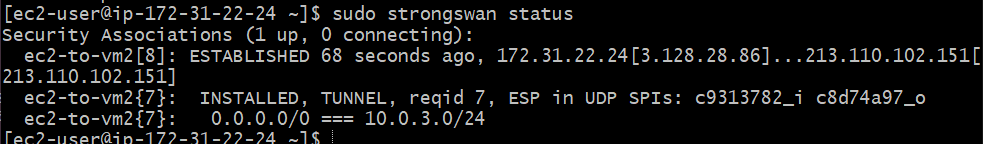 [ec2-user@ip-172-31-22-24 ~]$ sudo strongswan status
Security Associations (1 up, 0 connecting):
  ec2-to-vm2[8]: ESTABLISHED 68 seconds ago, 172.31.22.24[3.128.28.86]...213.110.102.151[
213.110.102.151]
  ec2-to-vm2{7}:  INSTALLED, TUNNEL, reqid 7, ESP in UDP SPIs: c9313782_i c8d74a97_o
  ec2-to-vm2{7}:   0.0.0.0/0 === 10.0.3.0/24
[ec2-user@ip-172-31-22-24 ~]$